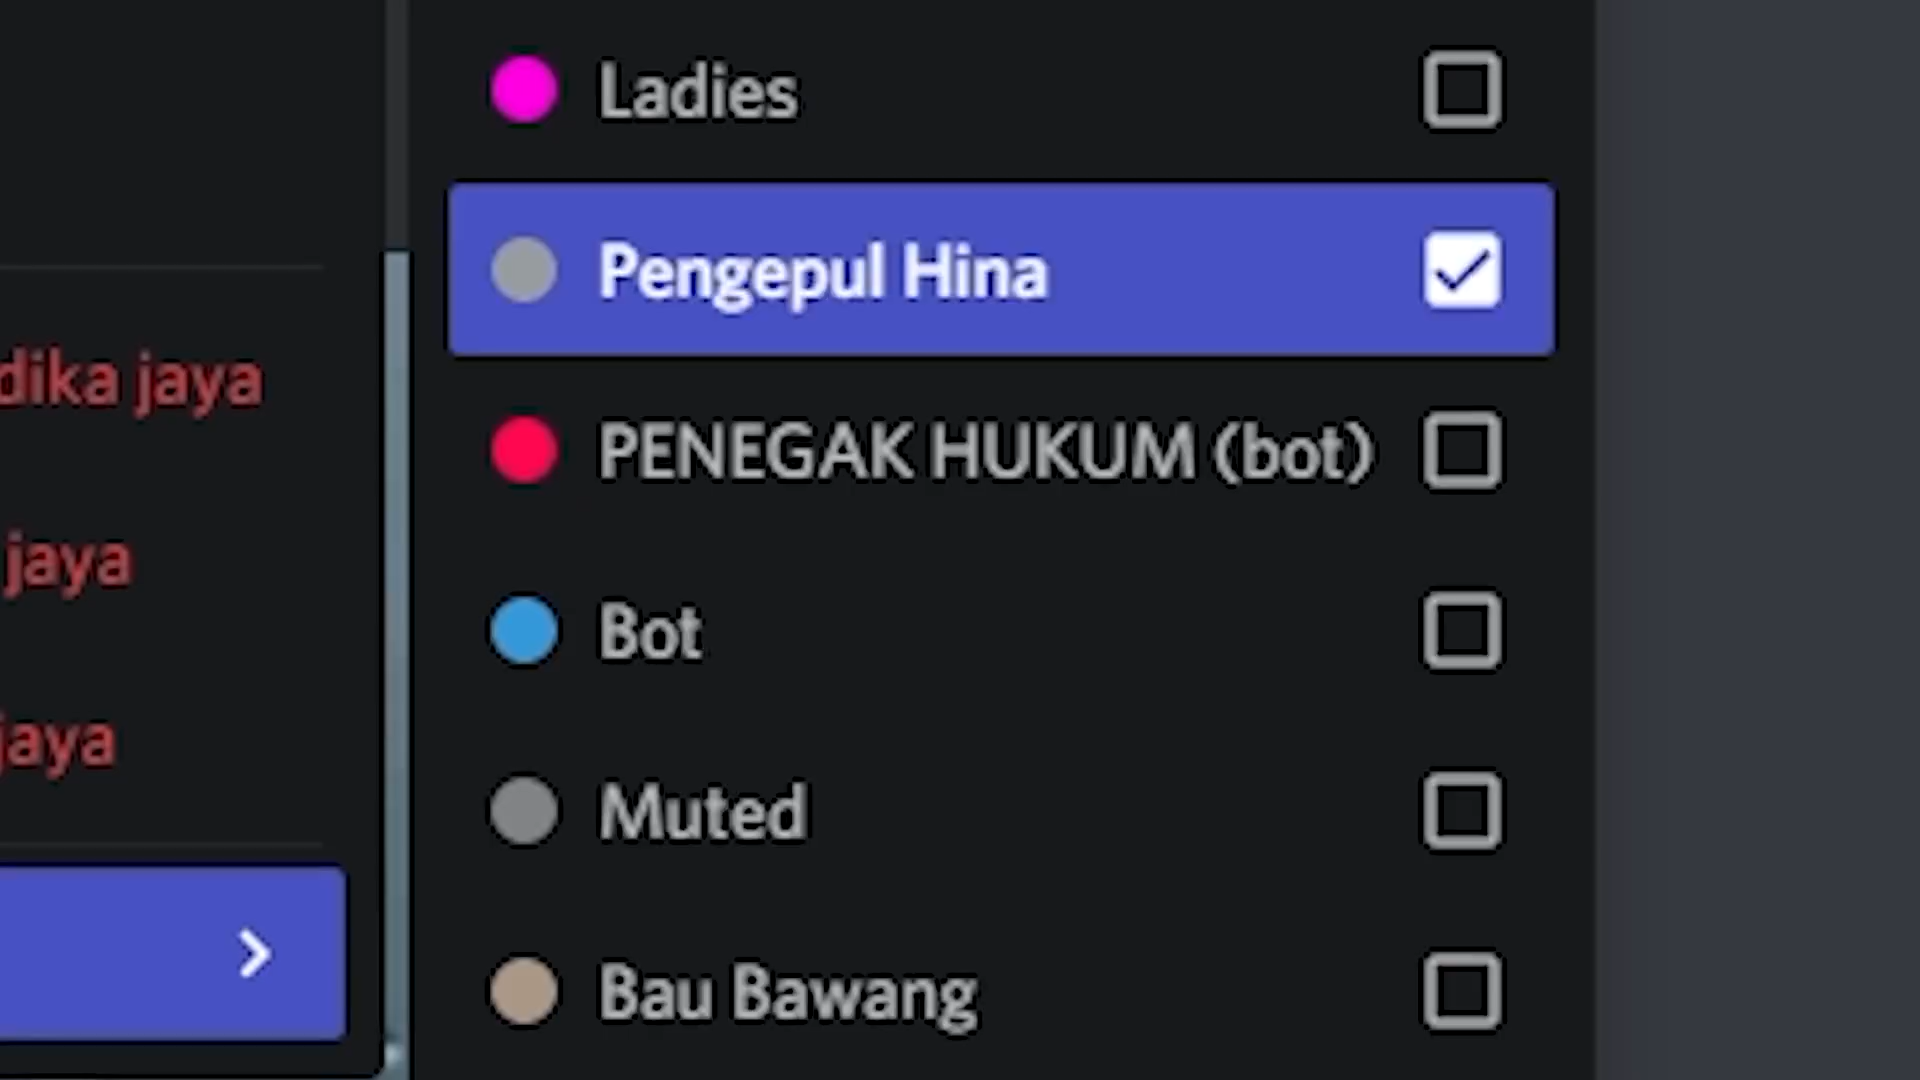 Ladies
Pengepul Hina
dika jaya
PENEGAK HUKUM (bot)
jaya
Bot
jaya
Muted
Bau Bawang